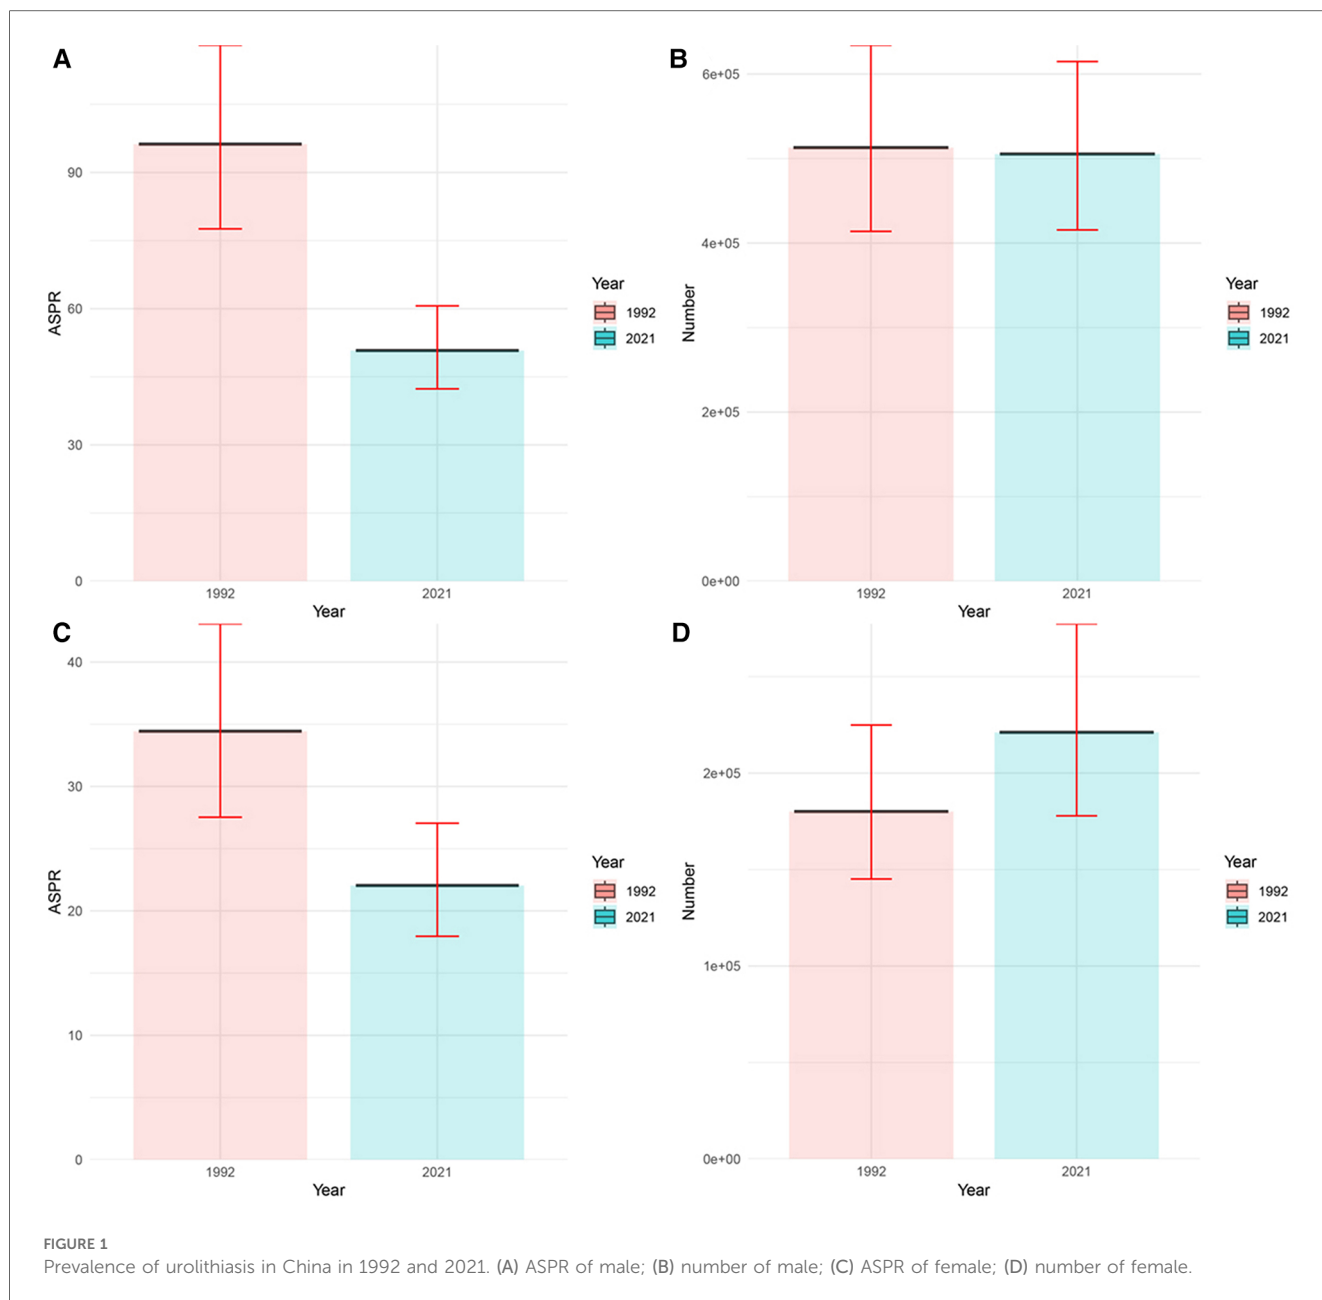 A
ASPR
90
60
30
0
1992
2021
Year
Year
1992
2021
B
Number
6e+05
4e+05
2e+05
0e+00
1992
2021
Year
Year
1992
2021
C
ASPR
40
30
20
10
0
1992
2021
Year
Year
1992
2021
D
Number
2e+05
1e+05
0e+00
1992
2021
Year
Year
1992
2021
FIGURE 1
Prevalence of urolithiasis in China in 1992 and 2021. (A) ASPR of male; (B) number of male; (C) ASPR of female; (D) number of female.